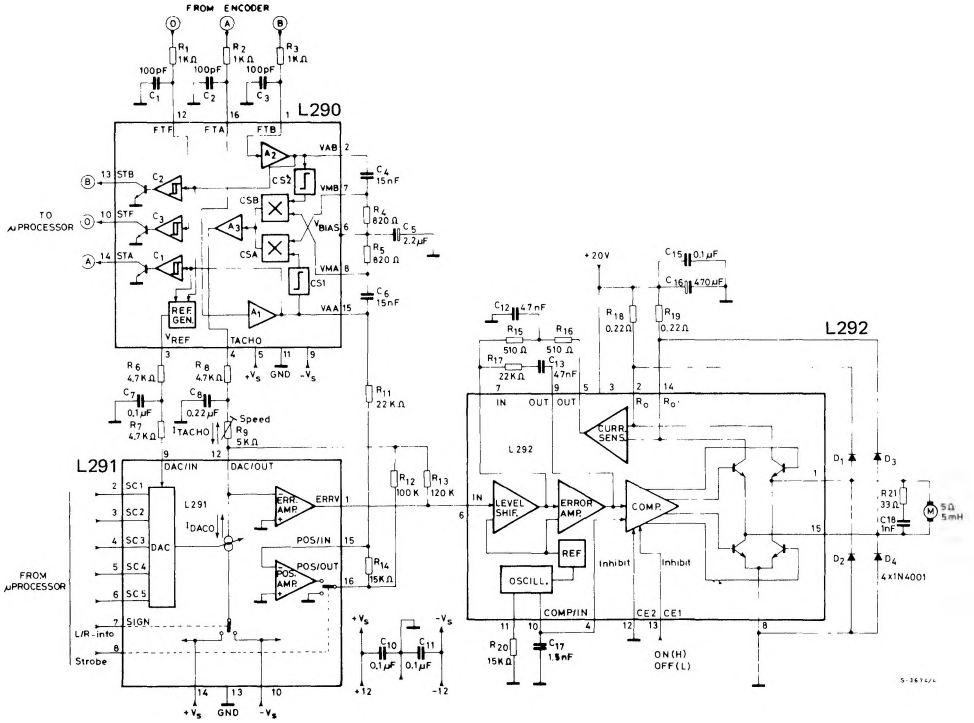 FROM ENCODER
O A B
R1 1KΩ
R2 1KΩ
R3 1KΩ
100pF C1
100pF C2
100pF C3
L290
12 16 1
FTF FTA FTB
A2
VAB 2
C4 15nF
13 STB
B
C2
CS2
VMB 7
CSB
R4 820Ω
TO µPROCESSOR
O
10 STF
C3
A3
VBIAS 6
C5 2.2µF
CSA
R5 820Ω
A
14 STA
C1
VMA 8
CS1
C6 15nF
REF. GEN.
A1
VAA 15
VREF TACHO
3 4 5 11 9
+Vs GND -Vs
R6 4.7KΩ
R8 4.7KΩ
R11 22KΩ
C7 0,1µF
C8 0,22µF
R7 4.7KΩ
ITACHO
Speed
R9 5KΩ
L291
9 12
DAC/IN DAC/OUT
R12 100K
R13 120K
2 SC1
3 SC2
4 SC3
5 SC4
6 SC5
L291
DAC
IDACO
- +
ERR. AMP.
ERRV 1
POS/IN 15
POS/OUT 16
- +
POS. AMP.
R14 15KΩ
FROM µPROCESSOR
7 SIGN
L/R-info
8
Strobe
14 13 10
+Vs GND -Vs
+Vs -Vs
C10 0,1µF
C11 0,1µF
+12 -12
+20V
C15 0,1µF
C16 470µF
R18 0.22Ω
R19 0.22Ω
L292
C12 47nF
R15 510Ω
R16 510Ω
R17 22KΩ
C13 47nF
7 9 5 3 2 14
IN OUT OUT R0 R0'
CURR. SENS.
L292
IN
6
LEVEL SHIF.
ERROR AMP.
COMP.
REF
OSCILL.
Inhibit Inhibit
COMP/IN
CE2 CE1
11 10 4 12 13 8
1
15
D1 D3
D2 D4
4x1N4001
R21 33Ω
C18 1nF
M
5Ω
5mH
R20 15KΩ
C17 1.5nF
ON(H)
OFF(L)